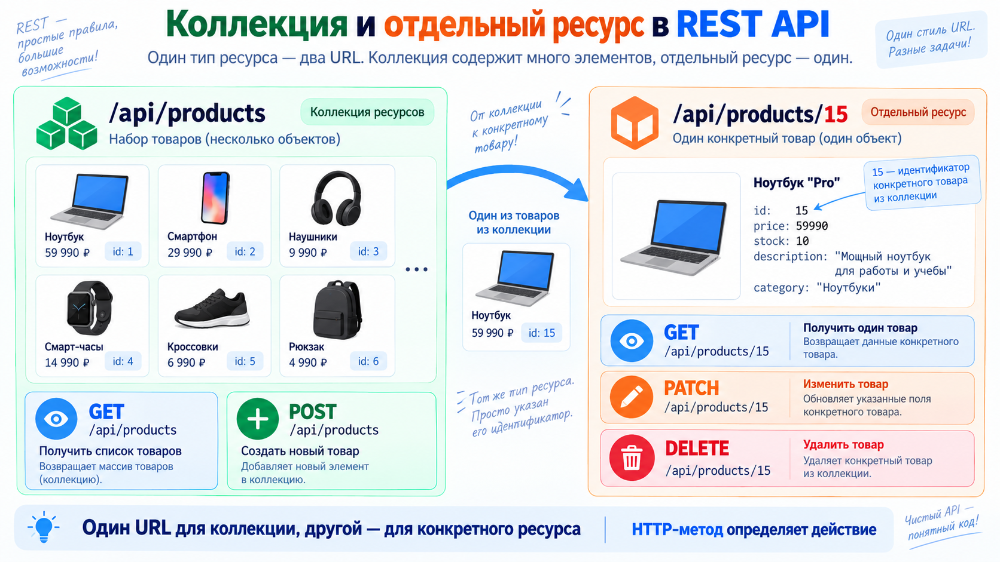 REST —
простые правила,
большие
возможности!
Коллекция и отдельный ресурс в REST API
Один тип ресурса — два URL. Коллекция содержит много элементов, отдельный ресурс — один.
Один стиль URL.
Разные задачи!
/api/products
Коллекция ресурсов
Набор товаров (несколько объектов)
Ноутбук
59 990 ₽
id: 1
Смартфон
29 990 ₽
id: 2
Наушники
9 990 ₽
id: 3
...
Смарт-часы
14 990 ₽
id: 4
Кроссовки
6 990 ₽
id: 5
Рюкзак
4 990 ₽
id: 6
GET
/api/products
Получить список товаров
Возвращает массив товаров
(коллекцию).
POST
/api/products
Создать новый товар
Добавляет новый элемент
в коллекцию.
От коллекции
к конкретному
товару!
Один из товаров
из коллекции
Ноутбук
59 990 ₽
id: 15
Тот же тип ресурса.
Просто указан
его идентификатор.
/api/products/15
Отдельный ресурс
Один конкретный товар (один объект)
Ноутбук "Pro"
15 — идентификатор
конкретного товара
из коллекции
id: 15
price: 59990
stock: 10
description: "Мощный ноутбук
для работы и учебы"
category: "Ноутбуки"
GET
/api/products/15
Получить один товар
Возвращает данные конкретного
товара.
PATCH
/api/products/15
Изменить товар
Обновляет указанные поля
конкретного товара.
DELETE
/api/products/15
Удалить товар
Удаляет конкретный товар
из коллекции.
Один URL для коллекции, другой — для конкретного ресурса
HTTP-метод определяет действие
Чистый API —
понятный код!